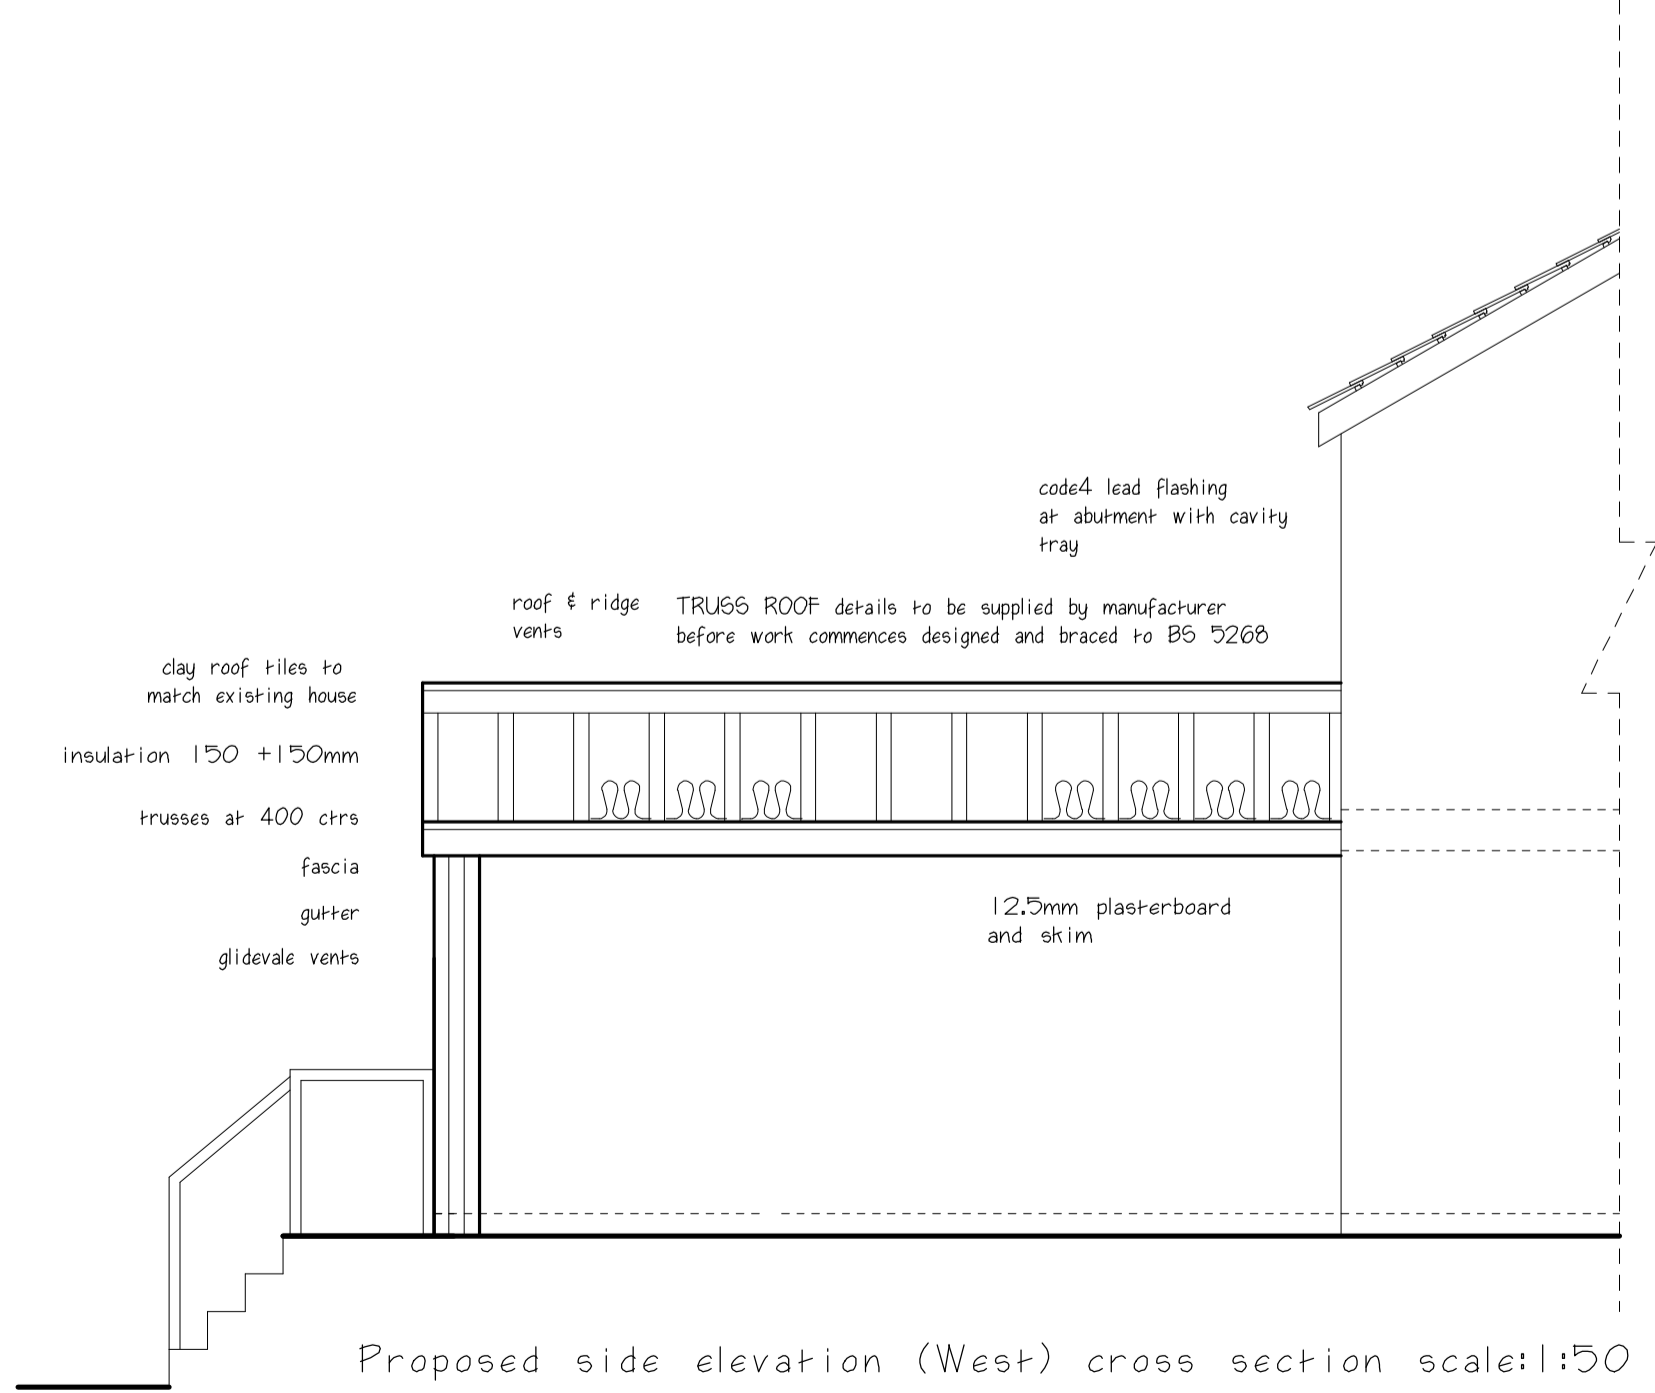 code4 lead flashing
at abutment with cavity
tray
roof & ridge
vents
TRUSS ROOF details to be supplied by manufacturer
before work commences designed and braced to BS 5268
clay roof tiles to
match existing house
insulation 150 +150mm
trusses at 400 ctrs
fascia
gutter
glidevale vents
12.5mm plasterboard
and skim
Proposed side elevation (West) cross section scale:1:50